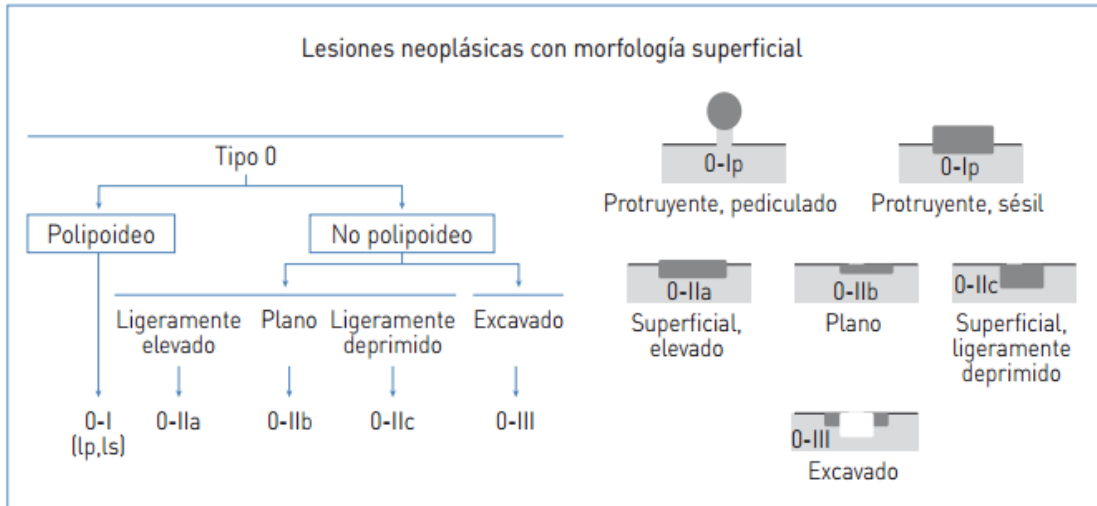 Lesiones neoplásicas con morfología superficial
Tipo 0
Polipoideo
No polipoideo
Ligeramente
elevado
Plano
Ligeramente
deprimido
Excavado
0-I
(lp,ls)
0-IIa
0-IIb
0-IIc
0-III
0-Ip
Protruyente, pediculado
0-Ip
Protruyente, sésil
0-IIa
Superficial,
elevado
0-IIb
Plano
0-IIc
Superficial,
ligeramente
deprimido
0-III
Excavado